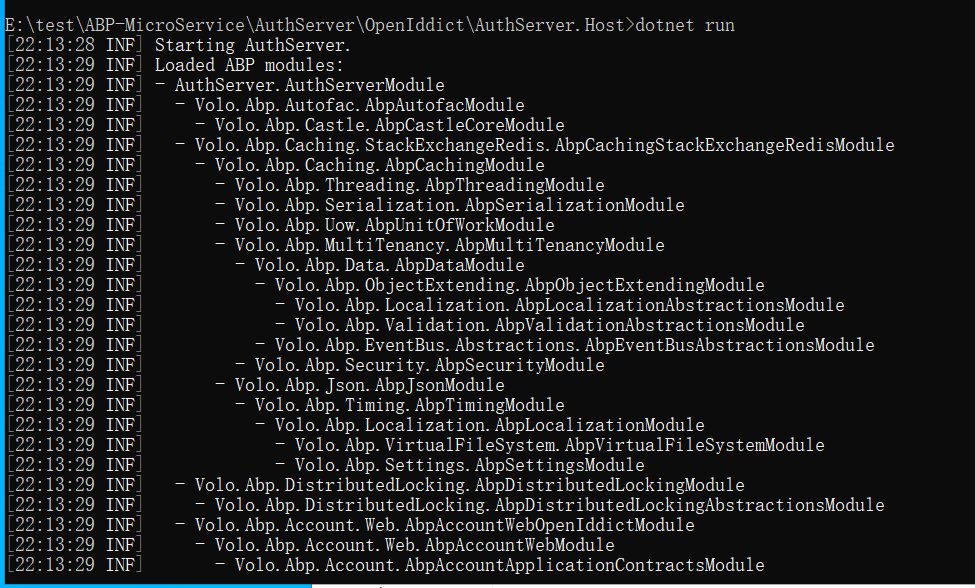 E:\test\ABP-MicroService\AuthServer\OpenIddict\AuthServer.Host>dotnet run
[22:13:28 INF] Starting AuthServer.
[22:13:29 INF] Loaded ABP modules:
[22:13:29 INF] - AuthServer.AuthServerModule
[22:13:29 INF]   - Volo.Abp.Autofac.AbpAutofacModule
[22:13:29 INF]     - Volo.Abp.Castle.AbpCastleCoreModule
[22:13:29 INF]   - Volo.Abp.Caching.StackExchangeRedis.AbpCachingStackExchangeRedisModule
[22:13:29 INF]     - Volo.Abp.Caching.AbpCachingModule
[22:13:29 INF]       - Volo.Abp.Threading.AbpThreadingModule
[22:13:29 INF]       - Volo.Abp.Serialization.AbpSerializationModule
[22:13:29 INF]       - Volo.Abp.Uow.AbpUnitOfWorkModule
[22:13:29 INF]       - Volo.Abp.MultiTenancy.AbpMultiTenancyModule
[22:13:29 INF]         - Volo.Abp.Data.AbpDataModule
[22:13:29 INF]           - Volo.Abp.ObjectExtending.AbpObjectExtendingModule
[22:13:29 INF]             - Volo.Abp.Localization.AbpLocalizationAbstractionsModule
[22:13:29 INF]             - Volo.Abp.Validation.AbpValidationAbstractionsModule
[22:13:29 INF]           - Volo.Abp.EventBus.Abstractions.AbpEventBusAbstractionsModule
[22:13:29 INF]         - Volo.Abp.Security.AbpSecurityModule
[22:13:29 INF]       - Volo.Abp.Json.AbpJsonModule
[22:13:29 INF]         - Volo.Abp.Timing.AbpTimingModule
[22:13:29 INF]           - Volo.Abp.Localization.AbpLocalizationModule
[22:13:29 INF]             - Volo.Abp.VirtualFileSystem.AbpVirtualFileSystemModule
[22:13:29 INF]             - Volo.Abp.Settings.AbpSettingsModule
[22:13:29 INF]   - Volo.Abp.DistributedLocking.AbpDistributedLockingModule
[22:13:29 INF]     - Volo.Abp.DistributedLocking.AbpDistributedLockingAbstractionsModule
[22:13:29 INF]   - Volo.Abp.Account.Web.AbpAccountWebOpenIddictModule
[22:13:29 INF]     - Volo.Abp.Account.Web.AbpAccountWebModule
[22:13:29 INF]       - Volo.Abp.Account.AbpAccountApplicationContractsModule